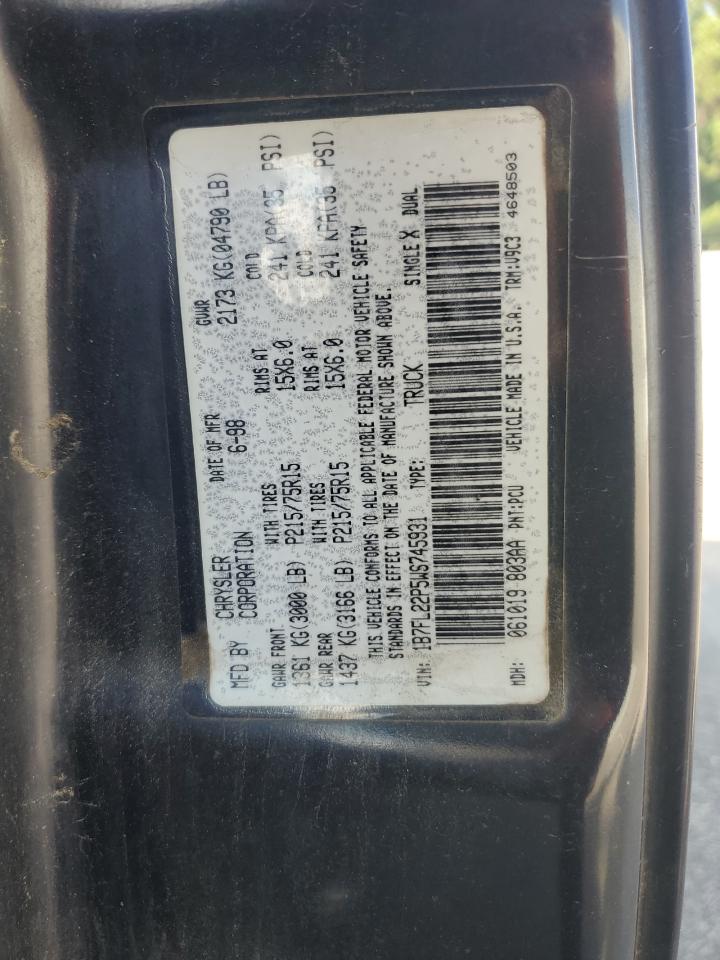 MFD BY CHRYSLER CORPORATION DATE OF MFR 6-98 GVWR 2173 KG(04790 LB)
GAWR FRONT WITH TIRES RIMS AT COLD
1361 KG(3000 LB) P215/75R15 15X6.0 241 KPA(35 PSI)
GAWR REAR WITH TIRES RIMS AT COLD
1437 KG(3166 LB) P215/75R15 15X6.0 241 KPA(35 PSI)
THIS VEHICLE CONFORMS TO ALL APPLICABLE FEDERAL MOTOR VEHICLE SAFETY
STANDARDS IN EFFECT ON THE DATE OF MANUFACTURE SHOWN ABOVE.
VIN: 1B7FL22P5WS745931 TYPE: TRUCK SINGLE X DUAL
MDH: 061019 803AA PNT:DCU VEHICLE MADE IN U.S.A. TRM:V9C3 4648503